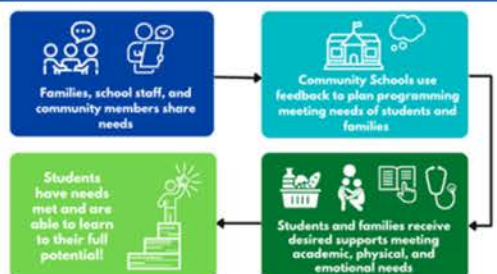 Families, school staff, and
community members share
needs
Community Schools use
feedback to plan programming
meeting needs of students and
families
Students and families receive
desired supports meeting
academic, physical, and
emotional needs
Students
have needs
met and are
able to learn
to their full
potential!